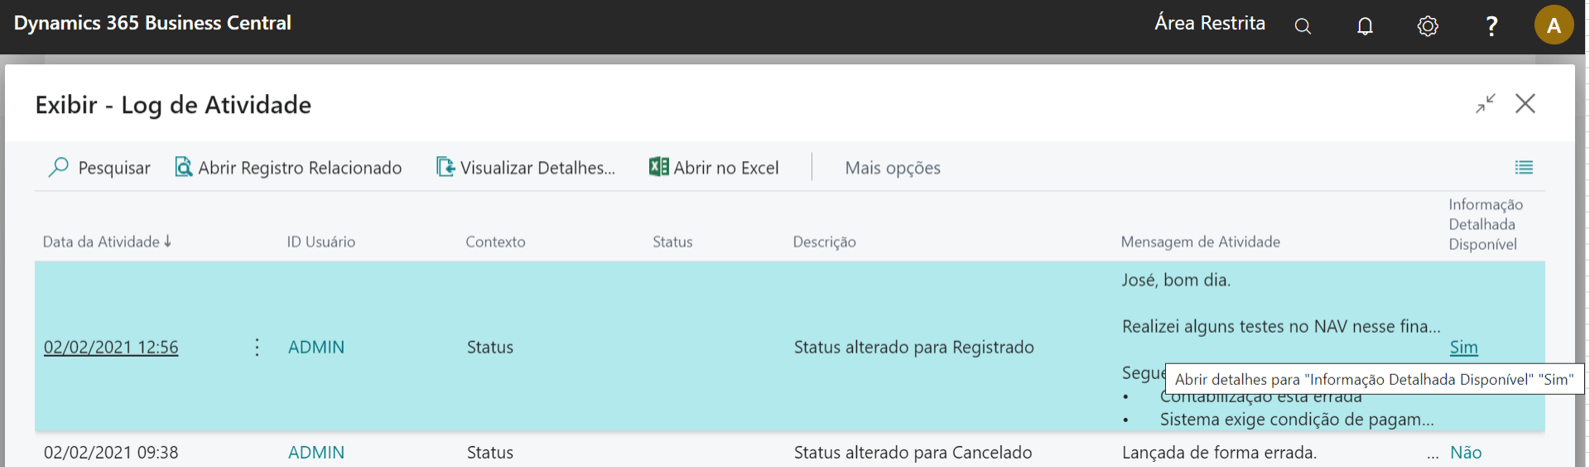 Dynamics 365 Business Central
Área Restrita
?
A
Exibir - Log de Atividade
Pesquisar
Abrir Registro Relacionado
Visualizar Detalhes...
Abrir no Excel
Mais opções
Data da Atividade ↓
ID Usuário
Contexto
Status
Descrição
Mensagem de Atividade
Informação
Detalhada
Disponível
José, bom dia.
Realizei alguns testes no NAV nesse fina...
02/02/2021 12:56
ADMIN
Status
Status alterado para Registrado
Sim
Abrir detalhes para "Informação Detalhada Disponível" "Sim"
• Contabilização está errada
• Sistema exige condição de pagam...
02/02/2021 09:38
ADMIN
Status
Status alterado para Cancelado
Lançada de forma errada.
...
Não